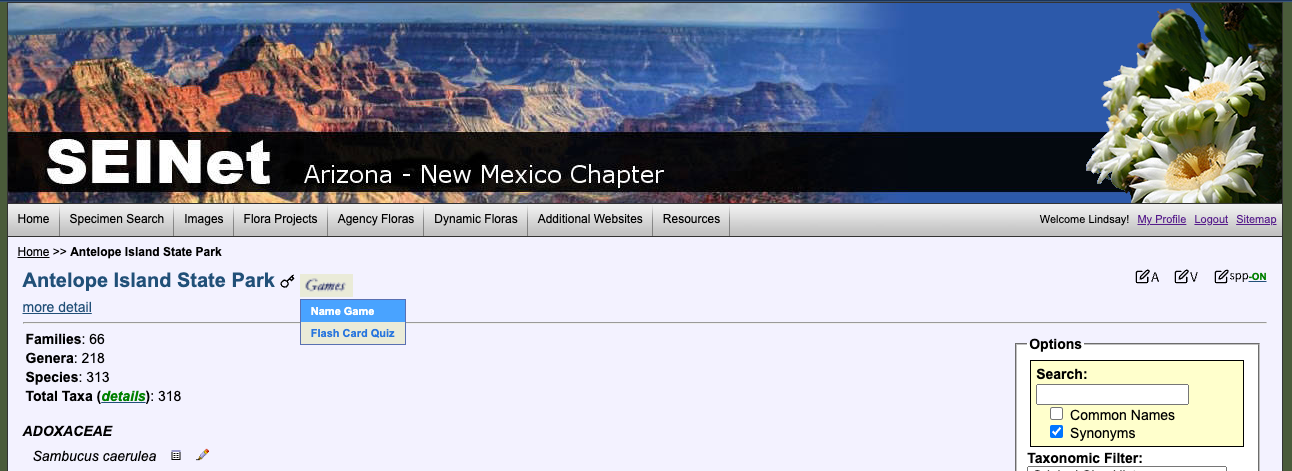 SEINet Arizona - New Mexico Chapter
Home Specimen Search Images Flora Projects Agency Floras Dynamic Floras Additional Websites Resources Welcome Lindsay! My Profile Logout Sitemap
Home >> Antelope Island State Park
Antelope Island State Park Games A V spp-ON
more detail
Name Game
Flash Card Quiz
Families: 66
Genera: 218
Species: 313
Total Taxa (details): 318
ADOXACEAE
Sambucus caerulea
Options
Search:
Common Names
Synonyms
Taxonomic Filter: